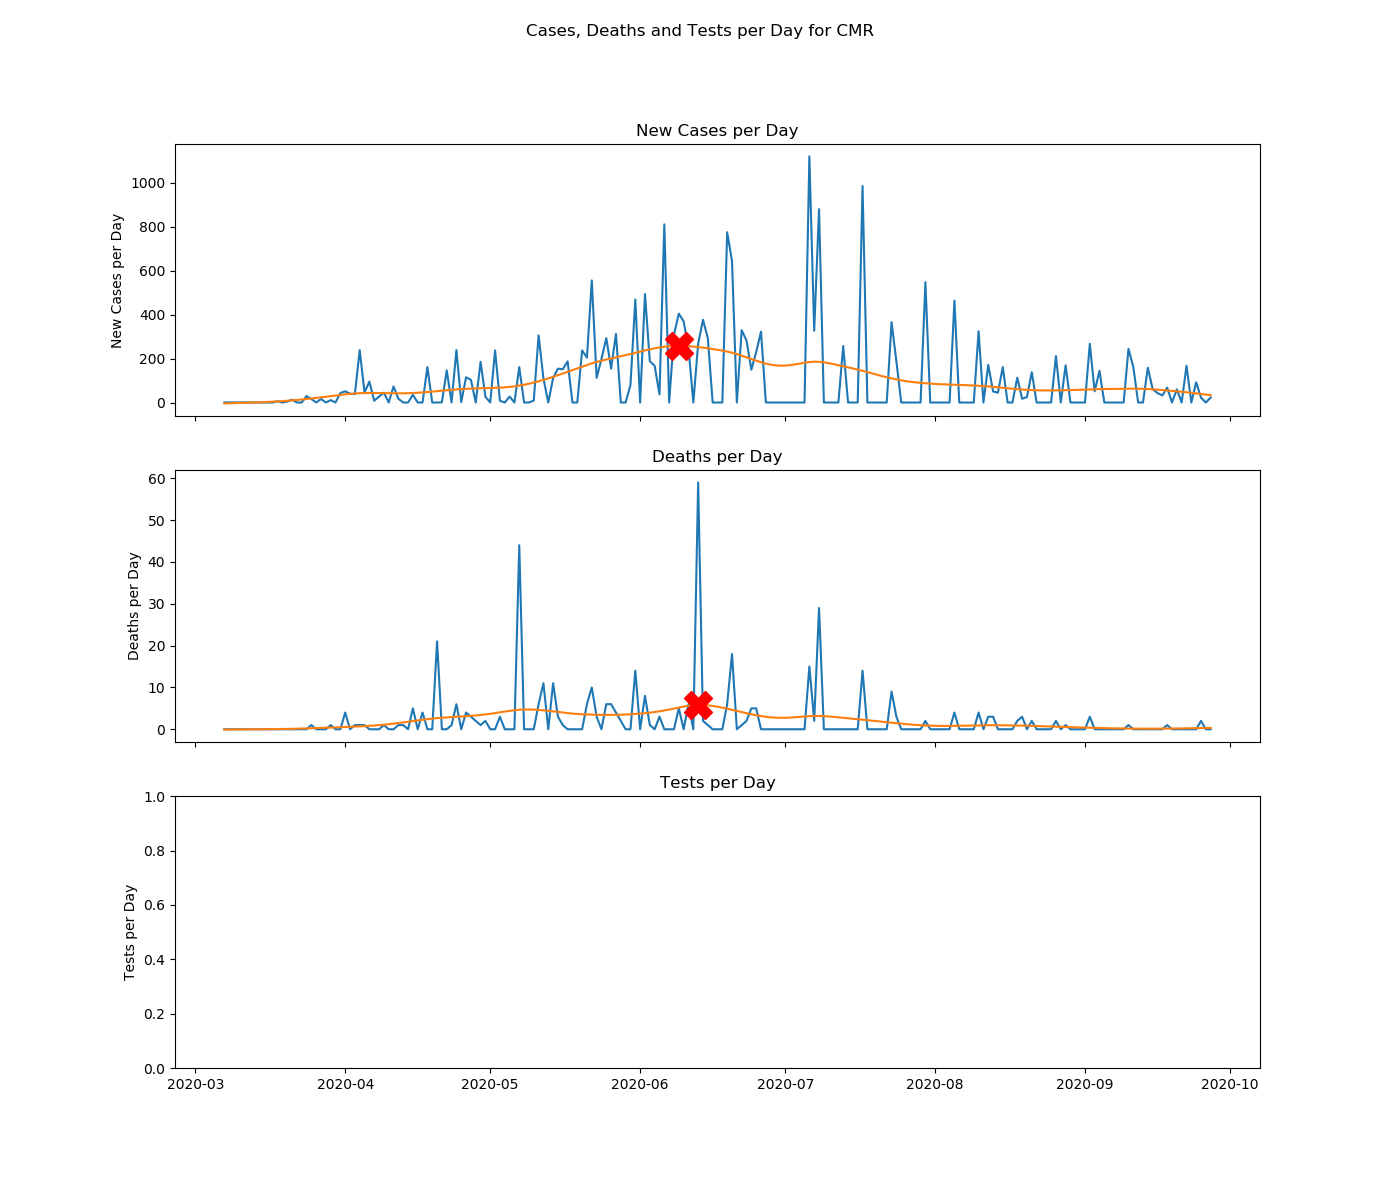 Cases, Deaths and Tests per Day for CMR
New Cases per Day
New Cases per Day
1000
800
600
400
200
0
Deaths per Day
Deaths per Day
60
50
40
30
20
10
0
Tests per Day
Tests per Day
1.0
0.8
0.6
0.4
0.2
0.0
2020-03 2020-04 2020-05 2020-06 2020-07 2020-08 2020-09 2020-10